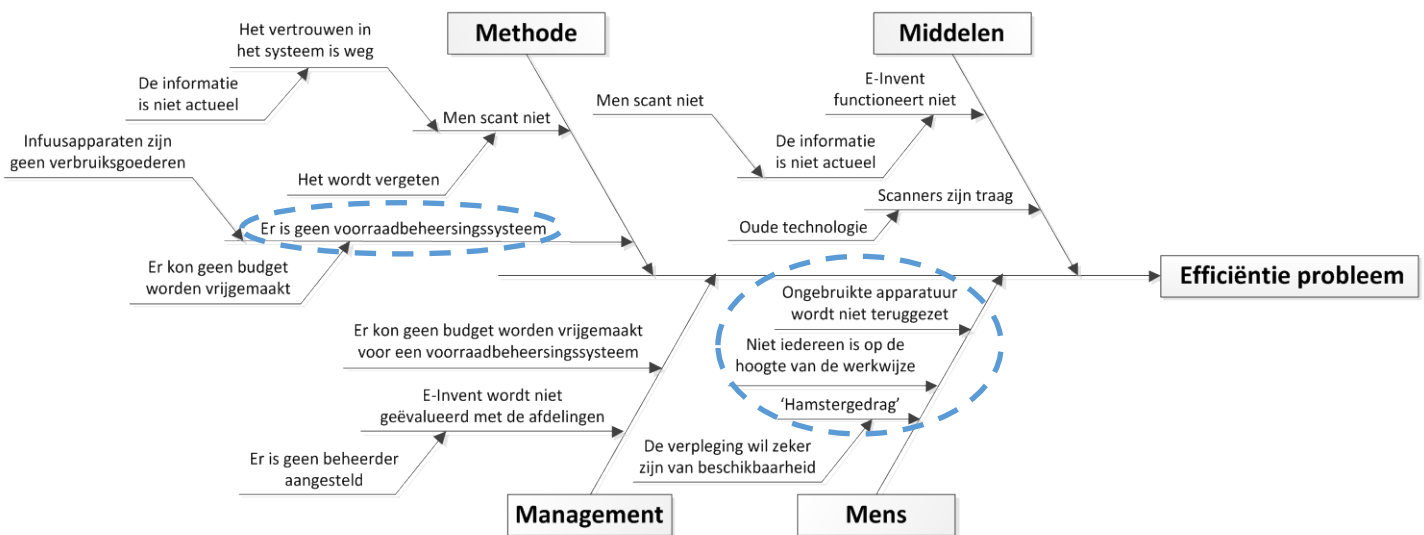 Methode
Middelen
Het vertrouwen in
het systeem is weg
De informatie
is niet actueel
Men scant niet
Infuusapparaten zijn
geen verbruiksgoederen
Het wordt vergeten
Er is geen voorraadbeheersingssysteem
Er kon geen budget
worden vrijgemaakt
E-Invent
functioneert niet
Men scant niet
De informatie
is niet actueel
Scanners zijn traag
Oude technologie
Efficiëntie probleem
Er kon geen budget worden vrijgemaakt
voor een voorraadbeheersingssysteem
E-Invent wordt niet
geëvalueerd met de afdelingen
Er is geen beheerder
aangesteld
Ongebruikte apparatuur
wordt niet teruggezet
Niet iedereen is op de
hoogte van de werkwijze
‘Hamstergedrag’
De verpleging wil zeker
zijn van beschikbaarheid
Management
Mens